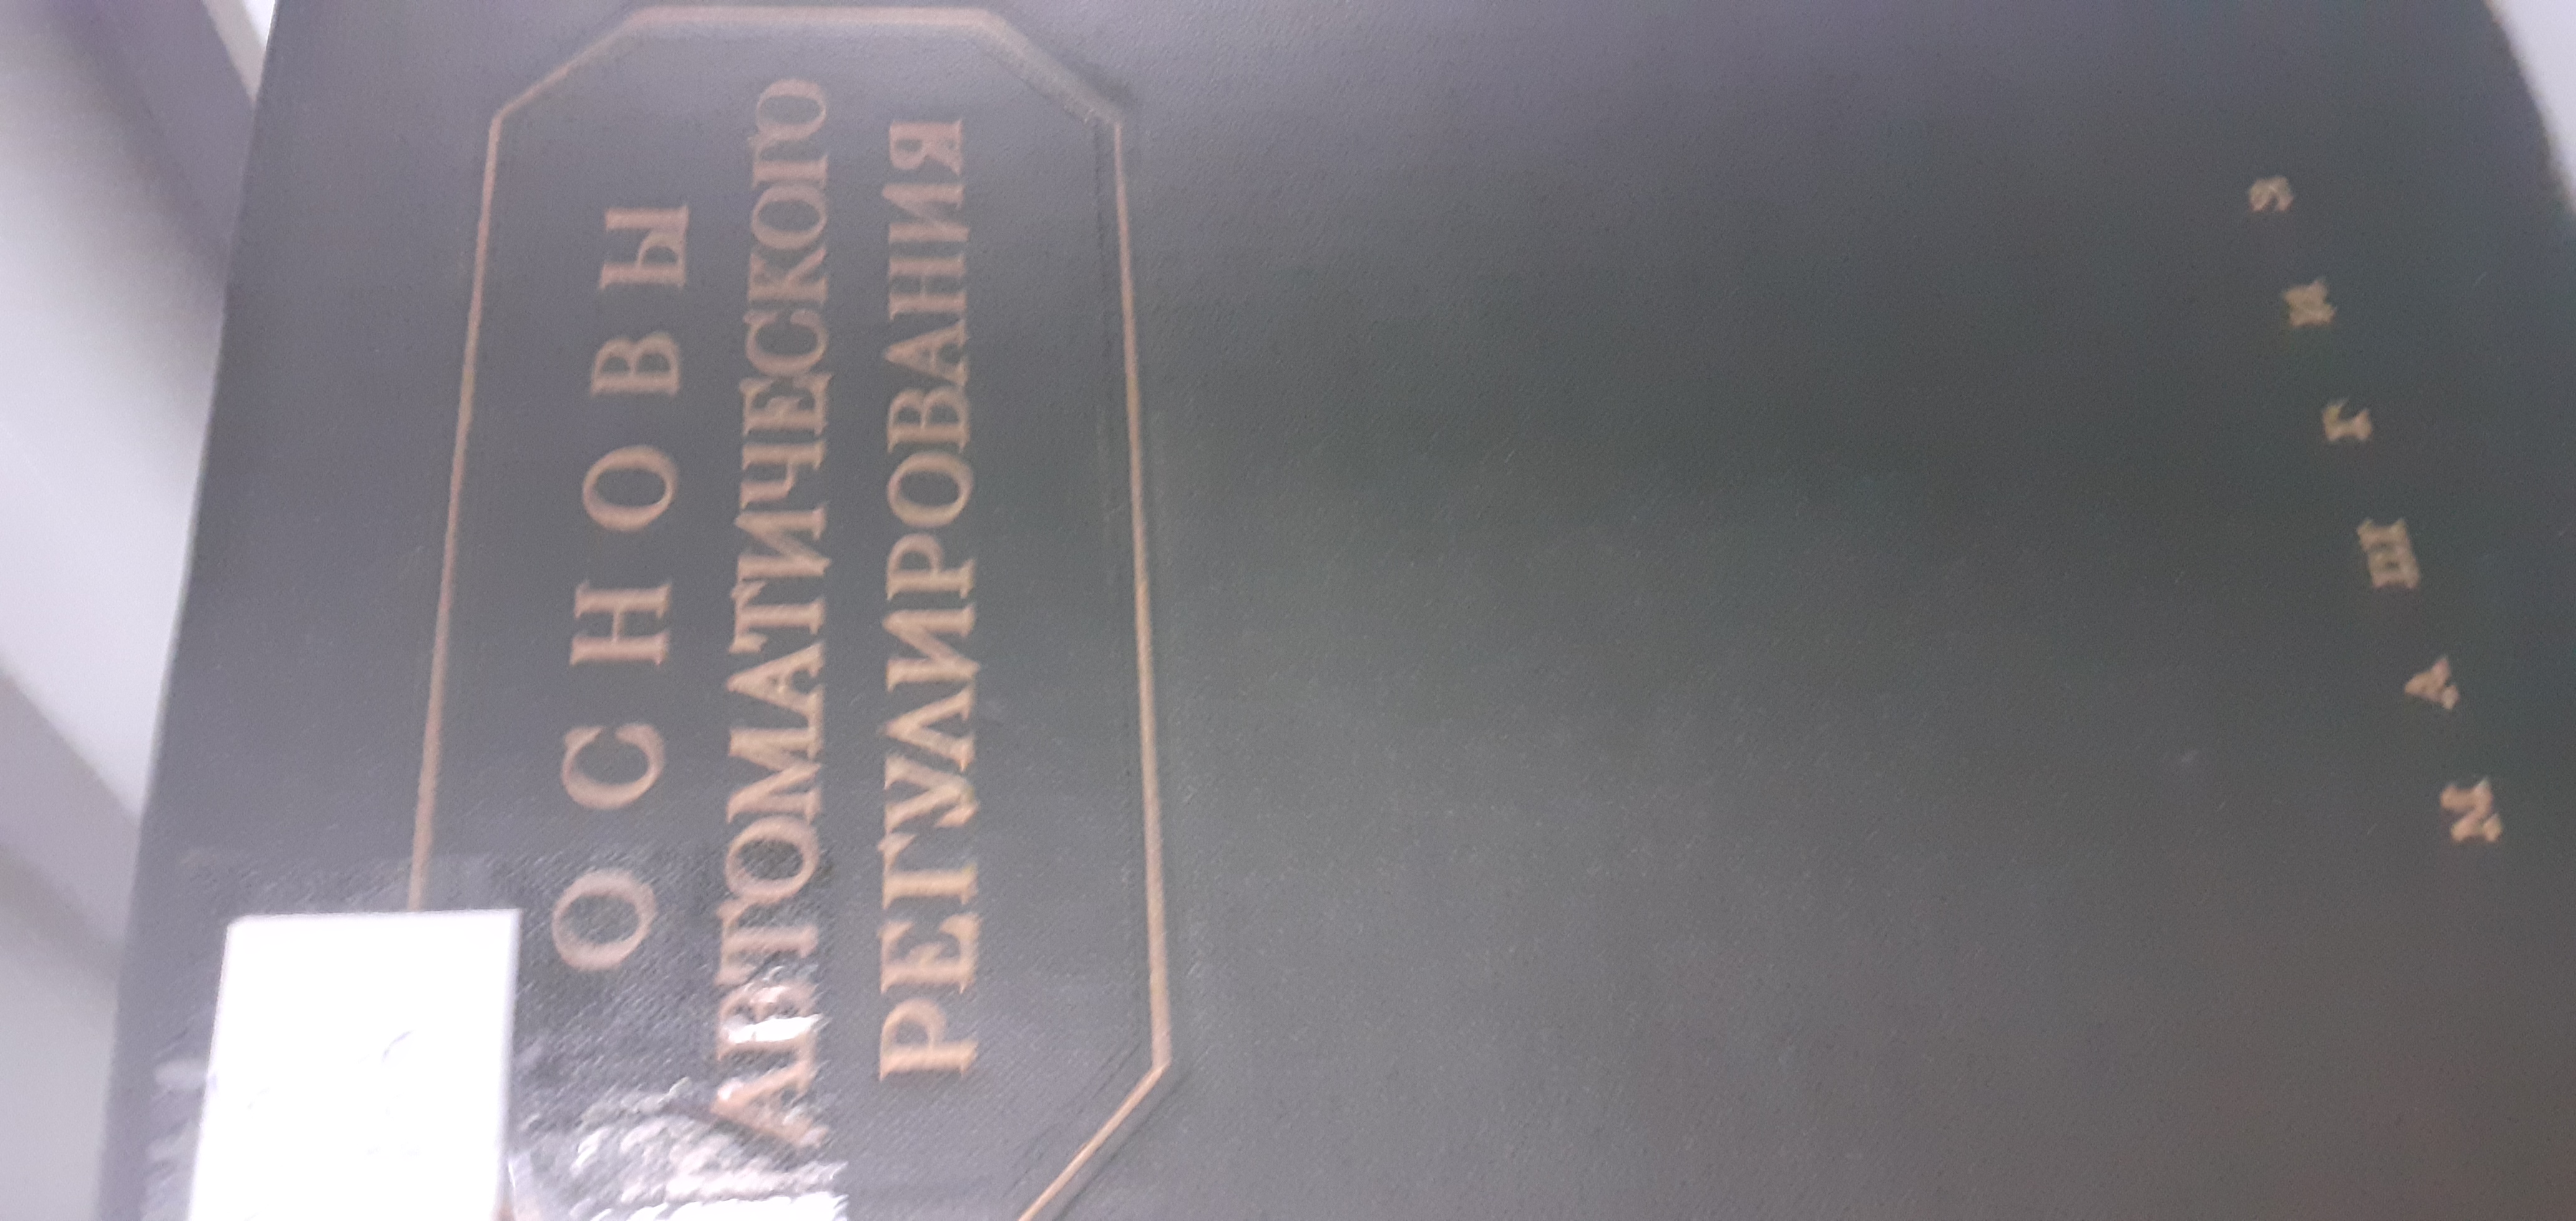 ОСНОВЫ
АВТОМАТИЧЕСКОГО
РЕГУЛИРОВАНИЯ
МАШГИЗ